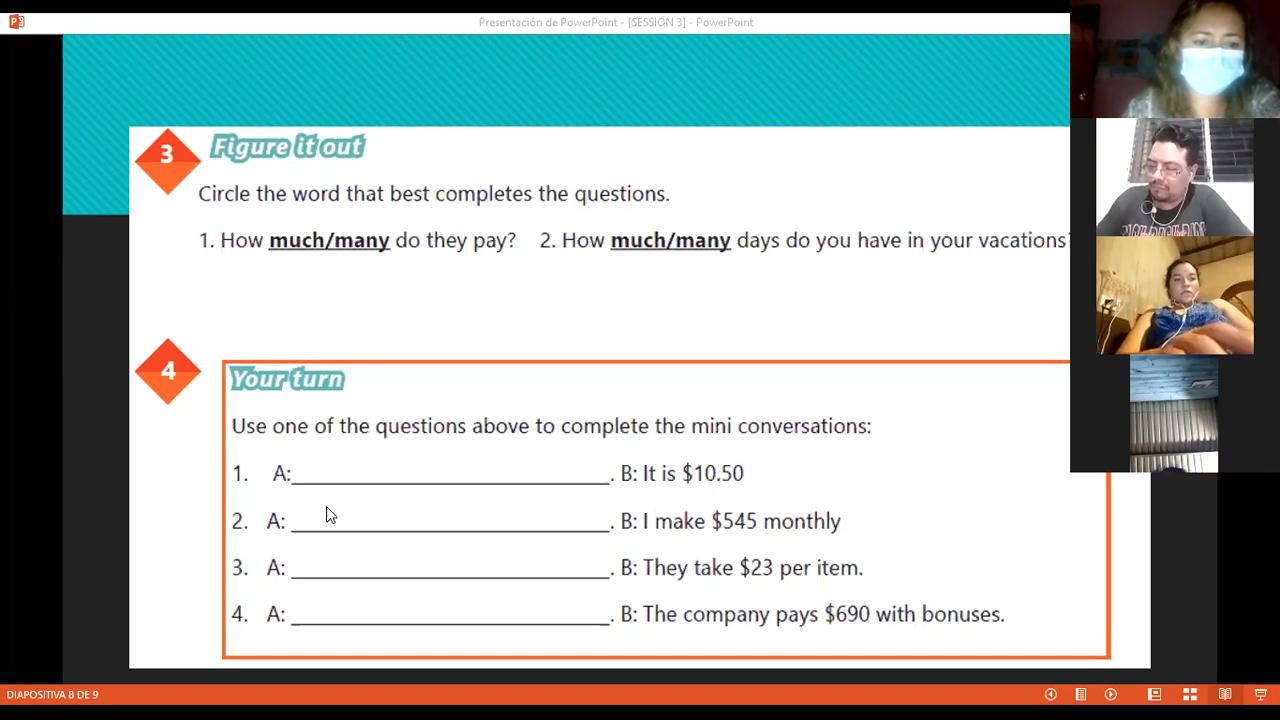 Presentación de PowerPoint - [SESSION 3] - PowerPoint
3 Figure it out
Circle the word that best completes the questions.
1. How much/many do they pay? 2. How much/many days do you have in your vacations?
4 Your turn
Use one of the questions above to complete the mini conversations:
1. A:______________________________. B: It is $10.50
2. A: ______________________________. B: I make $545 monthly
3. A: ______________________________. B: They take $23 per item.
4. A: ______________________________. B: The company pays $690 with bonuses.
DIAPOSITIVA 8 DE 9